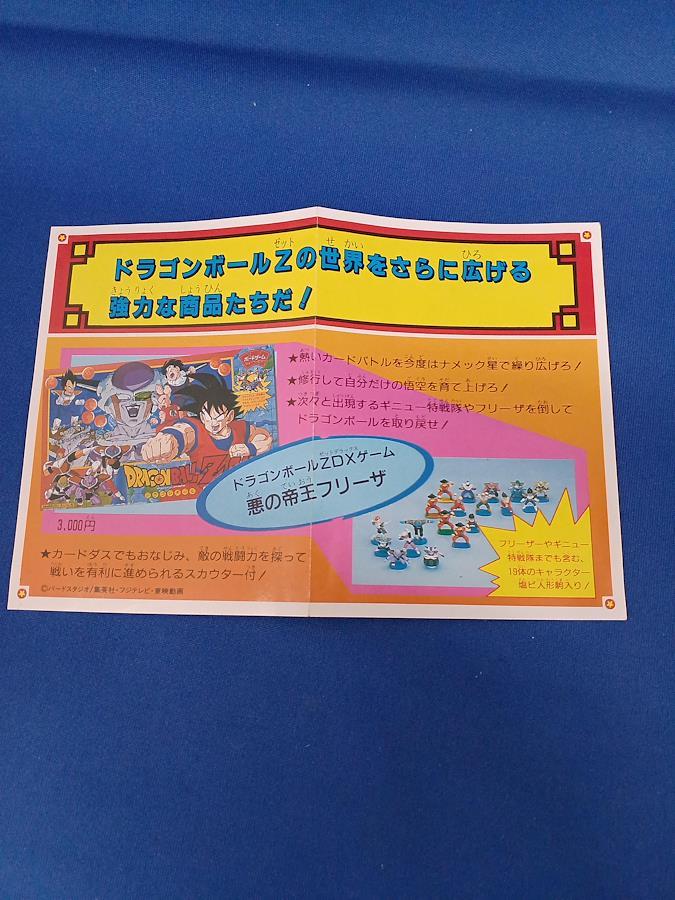 ドラゴンボールZの世界をさらに広げる
強力な商品たちだ!
★熱いカードバトルを今度はナメック星で繰り広げろ!
★修行して自分だけの悟空を育て上げろ!
★次々と出現するギニュー特戦隊やフリーザを倒して
ドラゴンボールを取り戻せ!
ボードゲーム
DRAGON BALL Z
ドラゴンボールZDXゲーム
悪の帝王フリーザ
3,000円
フリーザーやギニュー
特戦隊までも含む、
19体のキャラクター
塩ビ人形駒入り!
★カードダスでもおなじみ、敵の戦闘力を探って
戦いを有利に進められるスカウター付!
©バードスタジオ/集英社・フジテレビ・東映動画